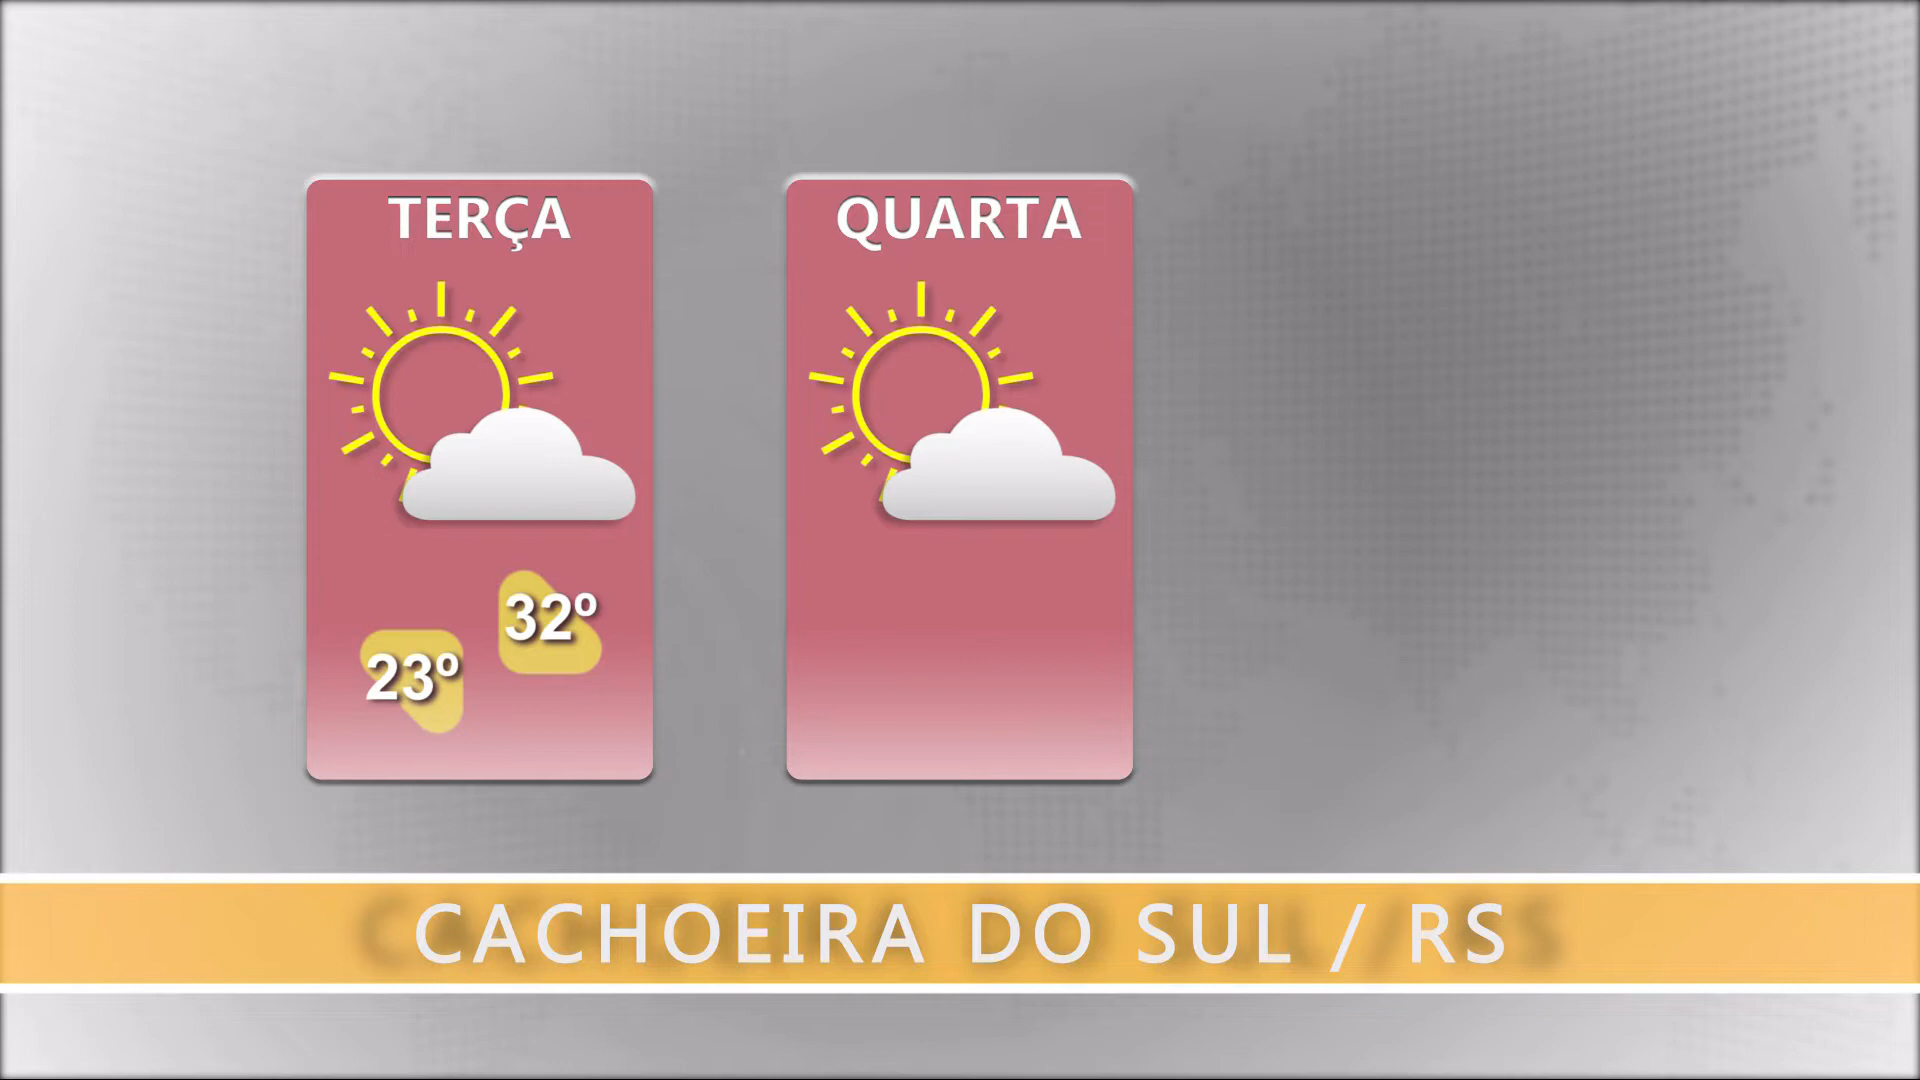 TERÇA
QUARTA
32º
23º
CACHOEIRA DO SUL / RS